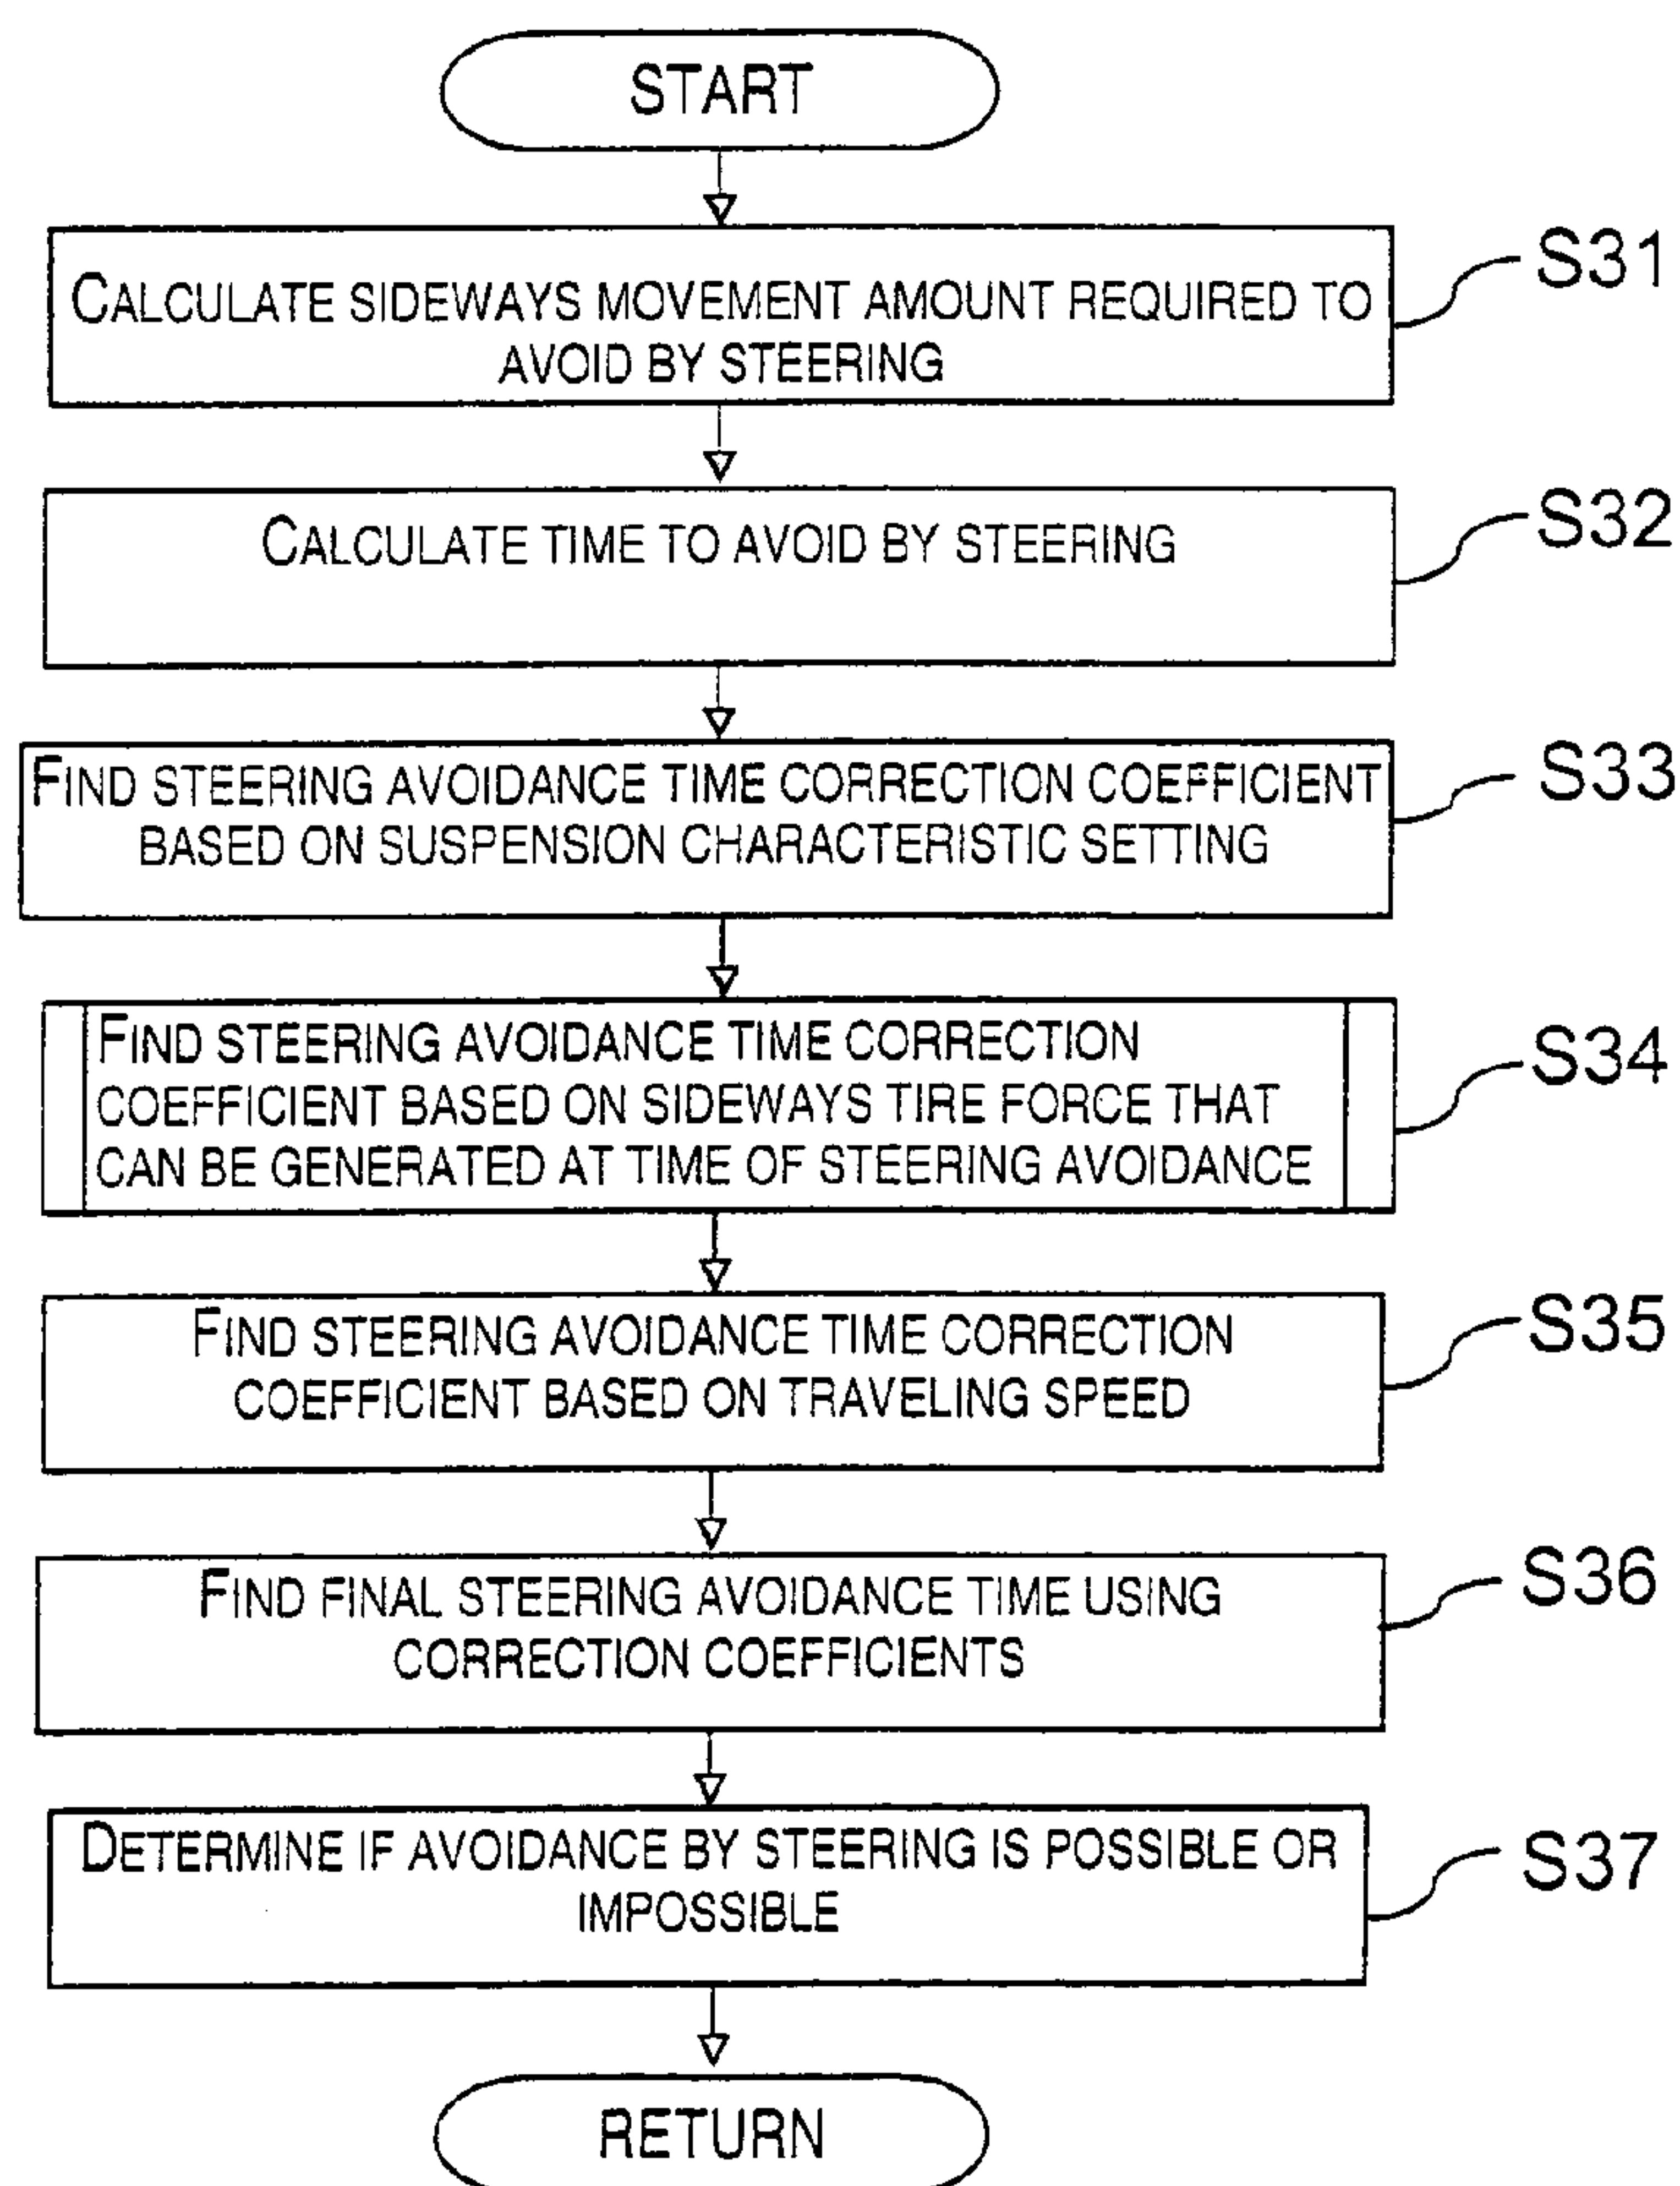 START
CALCULATE SIDEWAYS MOVEMENT AMOUNT REQUIRED TO
AVOID BY STEERING
S31
CALCULATE TIME TO AVOID BY STEERING
S32
FIND STEERING AVOIDANCE TIME CORRECTION COEFFICIENT
BASED ON SUSPENSION CHARACTERISTIC SETTING
S33
FIND STEERING AVOIDANCE TIME CORRECTION
COEFFICIENT BASED ON SIDEWAYS TIRE FORCE THAT
CAN BE GENERATED AT TIME OF STEERING AVOIDANCE
S34
FIND STEERING AVOIDANCE TIME CORRECTION
COEFFICIENT BASED ON TRAVELING SPEED
S35
FIND FINAL STEERING AVOIDANCE TIME USING
CORRECTION COEFFICIENTS
S36
DETERMINE IF AVOIDANCE BY STEERING IS POSSIBLE OR
IMPOSSIBLE
S37
RETURN